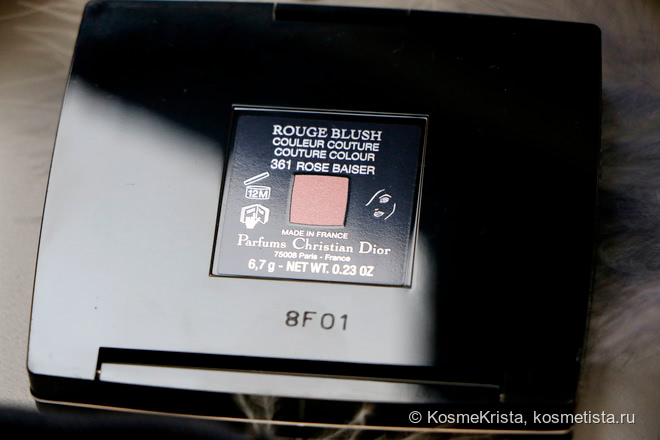 ROUGE BLUSH
COULEUR COUTURE
COUTURE COLOUR
361 ROSE BAISER
12M
MADE IN FRANCE
Parfums Christian Dior
75008 Paris - France
6,7 g - NET WT. 0.23 OZ
8F01
© KosmeKrista, kosmetista.ru